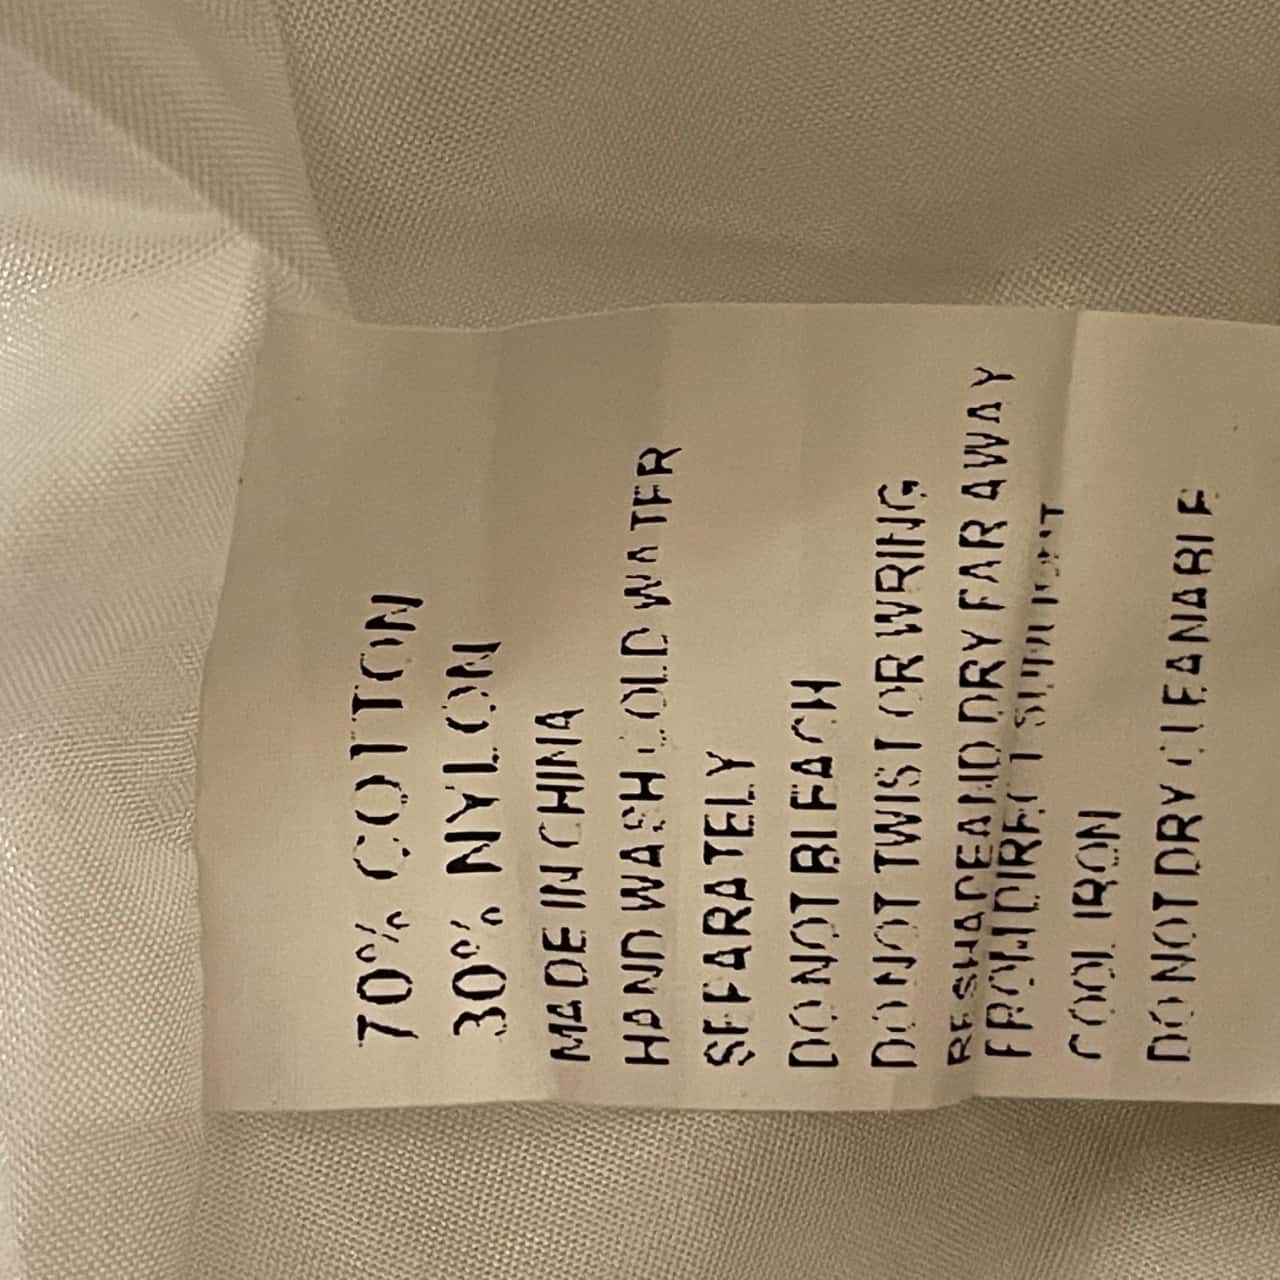 70% COTTON
30% NYLON
MADE IN CHINA
HAND WASH COLD WATER
SEPARATELY
DO NOT BLEACH
DO NOT TWIST OR WRING
RESHAPE AND DRY FAR AWAY
FROM DIRECT SUNLIGHT
COOL IRON
DO NOT DRY CLEANABLE